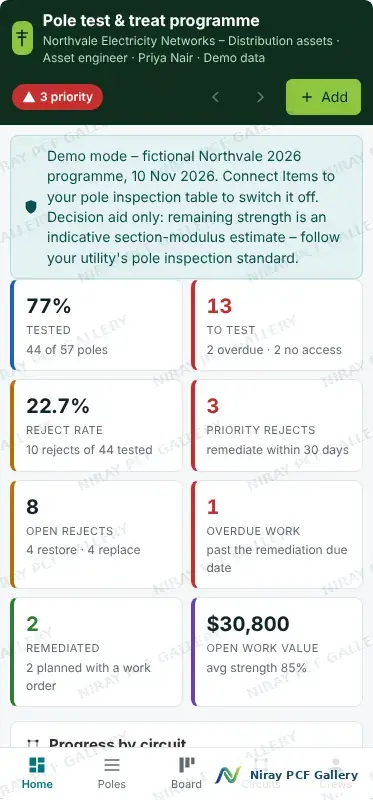 Pole test & treat programme
Northvale Electricity Networks – Distribution assets ·
Asset engineer · Priya Nair · Demo data
3 priority
+ Add
Demo mode – fictional Northvale 2026
programme, 10 Nov 2026. Connect Items to
your pole inspection table to switch it off.
Decision aid only: remaining strength is an
indicative section-modulus estimate – follow
your utility's pole inspection standard.
77%
TESTED
44 of 57 poles
13
TO TEST
2 overdue · 2 no access
22.7%
REJECT RATE
10 rejects of 44 tested
3
PRIORITY REJECTS
remediate within 30 days
8
OPEN REJECTS
4 restore · 4 replace
1
OVERDUE WORK
past the remediation due
date
2
REMEDIATED
2 planned with a work
order
$30,800
OPEN WORK VALUE
avg strength 85%
Progress by circuit
Home
Poles
Board
Circuits
Crews
Niray PCF Gallery
NIRAY PCF GALLERY